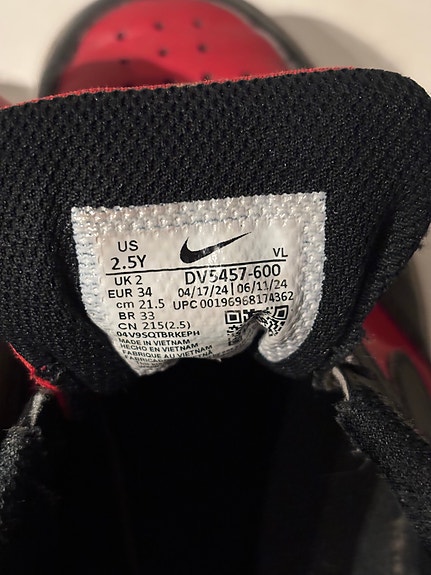 US
2.5Y
VL
UK 2
DV5457-600
EUR 34
04/17/24 | 06/11/24
cm 21.5
UPC 00196968174362
BR 33
CN 215(2.5)
04V9SQTBRKEPH
MADE IN VIETNAM
HECHO EN VIETNAM
FABRIQUE AU VIETNAM
VIETNAM